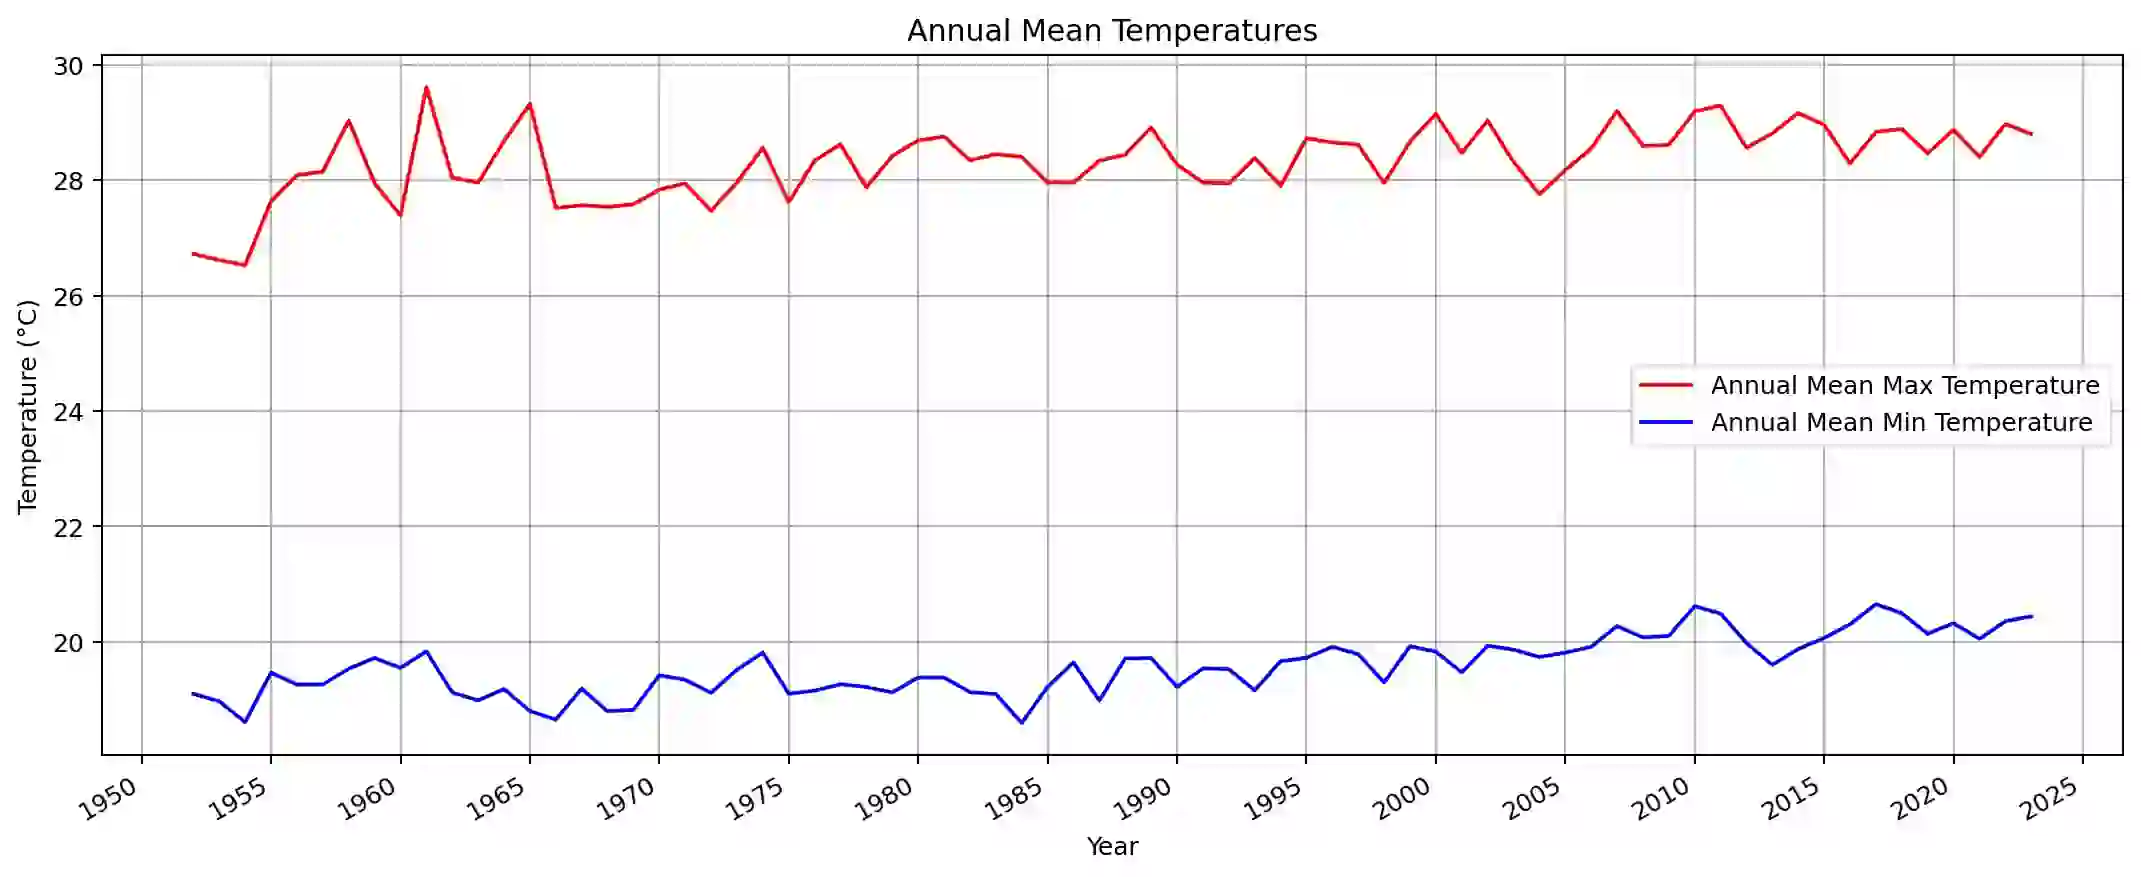 Annual Mean Temperatures
30
28
26
24
22
20
Temperature (°C)
Annual Mean Max Temperature
Annual Mean Min Temperature
1950 1955 1960 1965 1970 1975 1980 1985 1990 1995 2000 2005 2010 2015 2020 2025
Year